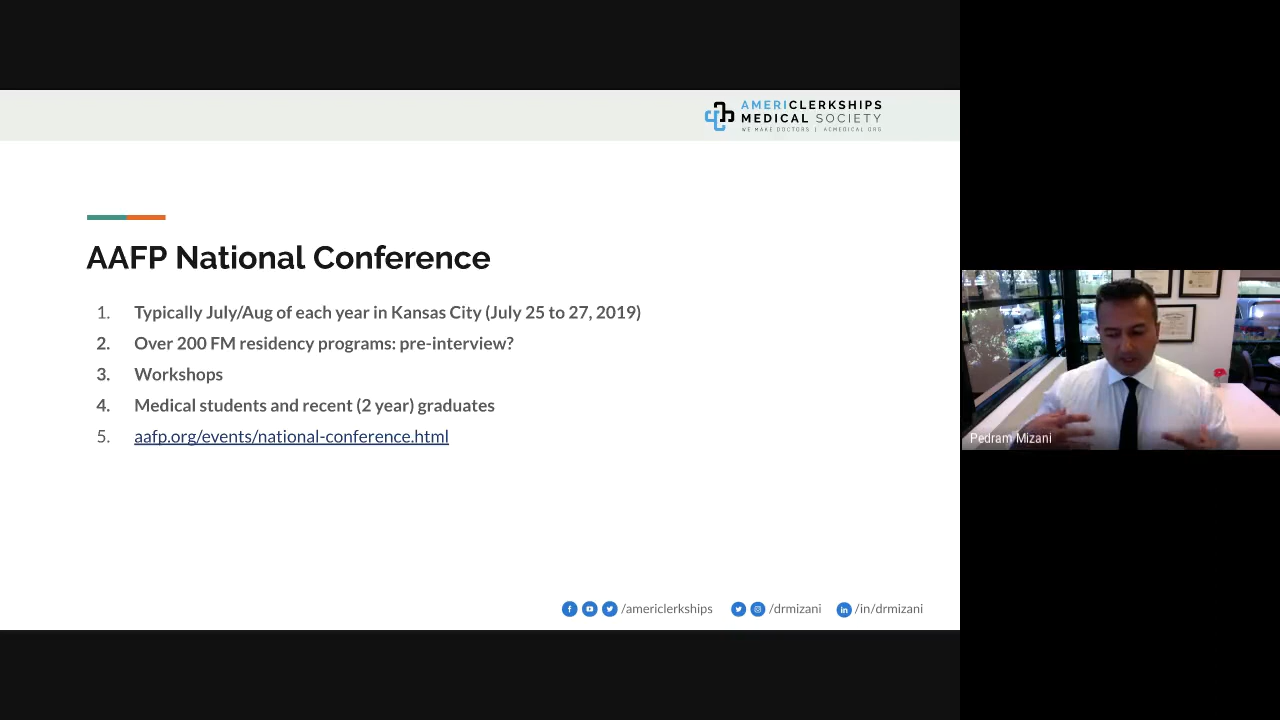 AMERICLERKSHIPS
MEDICAL SOCIETY
WE MAKE DOCTORS | ACMEDICAL.ORG
AAFP National Conference
1. Typically July/Aug of each year in Kansas City (July 25 to 27, 2019)
2. Over 200 FM residency programs: pre-interview?
3. Workshops
4. Medical students and recent (2 year) graduates
5. aafp.org/events/national-conference.html
/americlerkships /drmizani /in/drmizani
Pedram Mizani